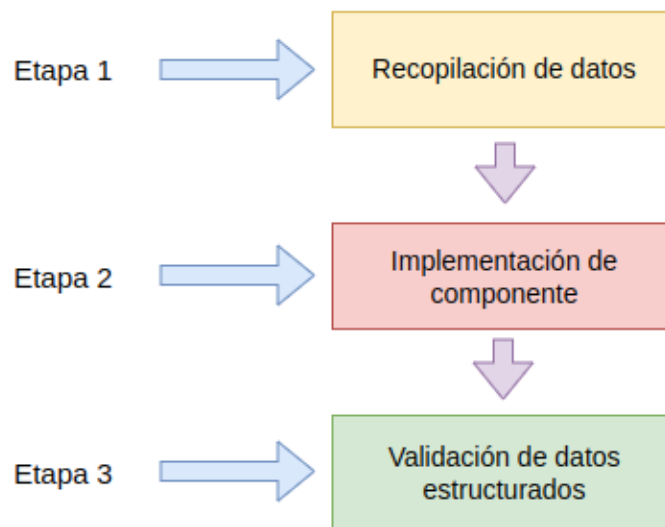 Etapa 1
Recopilación de datos
Etapa 2
Implementación de
componente
Etapa 3
Validación de datos
estructurados